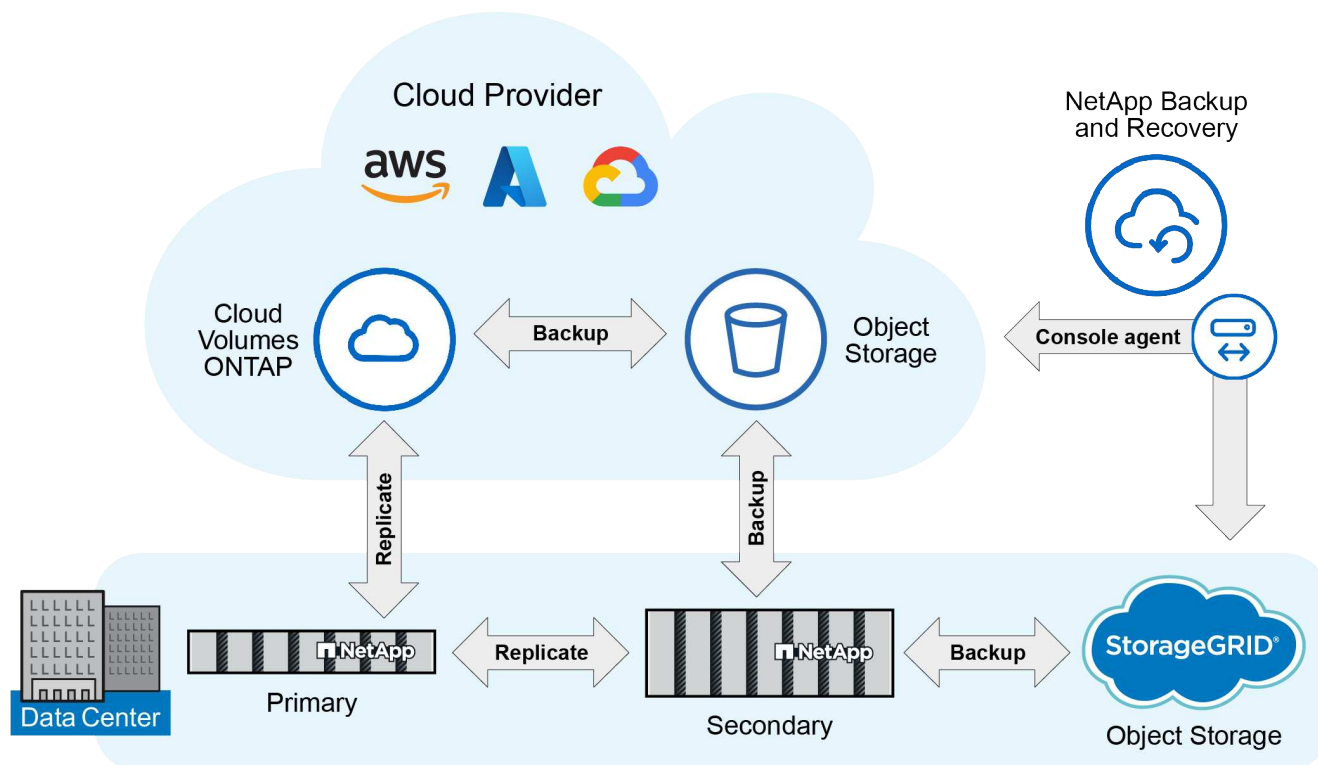 Cloud Provider
aws
NetApp Backup
and Recovery
Cloud
Volumes
ONTAP
Backup
Object
Storage
Console agent
Replicate
Backup
Data Center
NetApp
Primary
Replicate
NetApp
Secondary
Backup
StorageGRID®
Object Storage